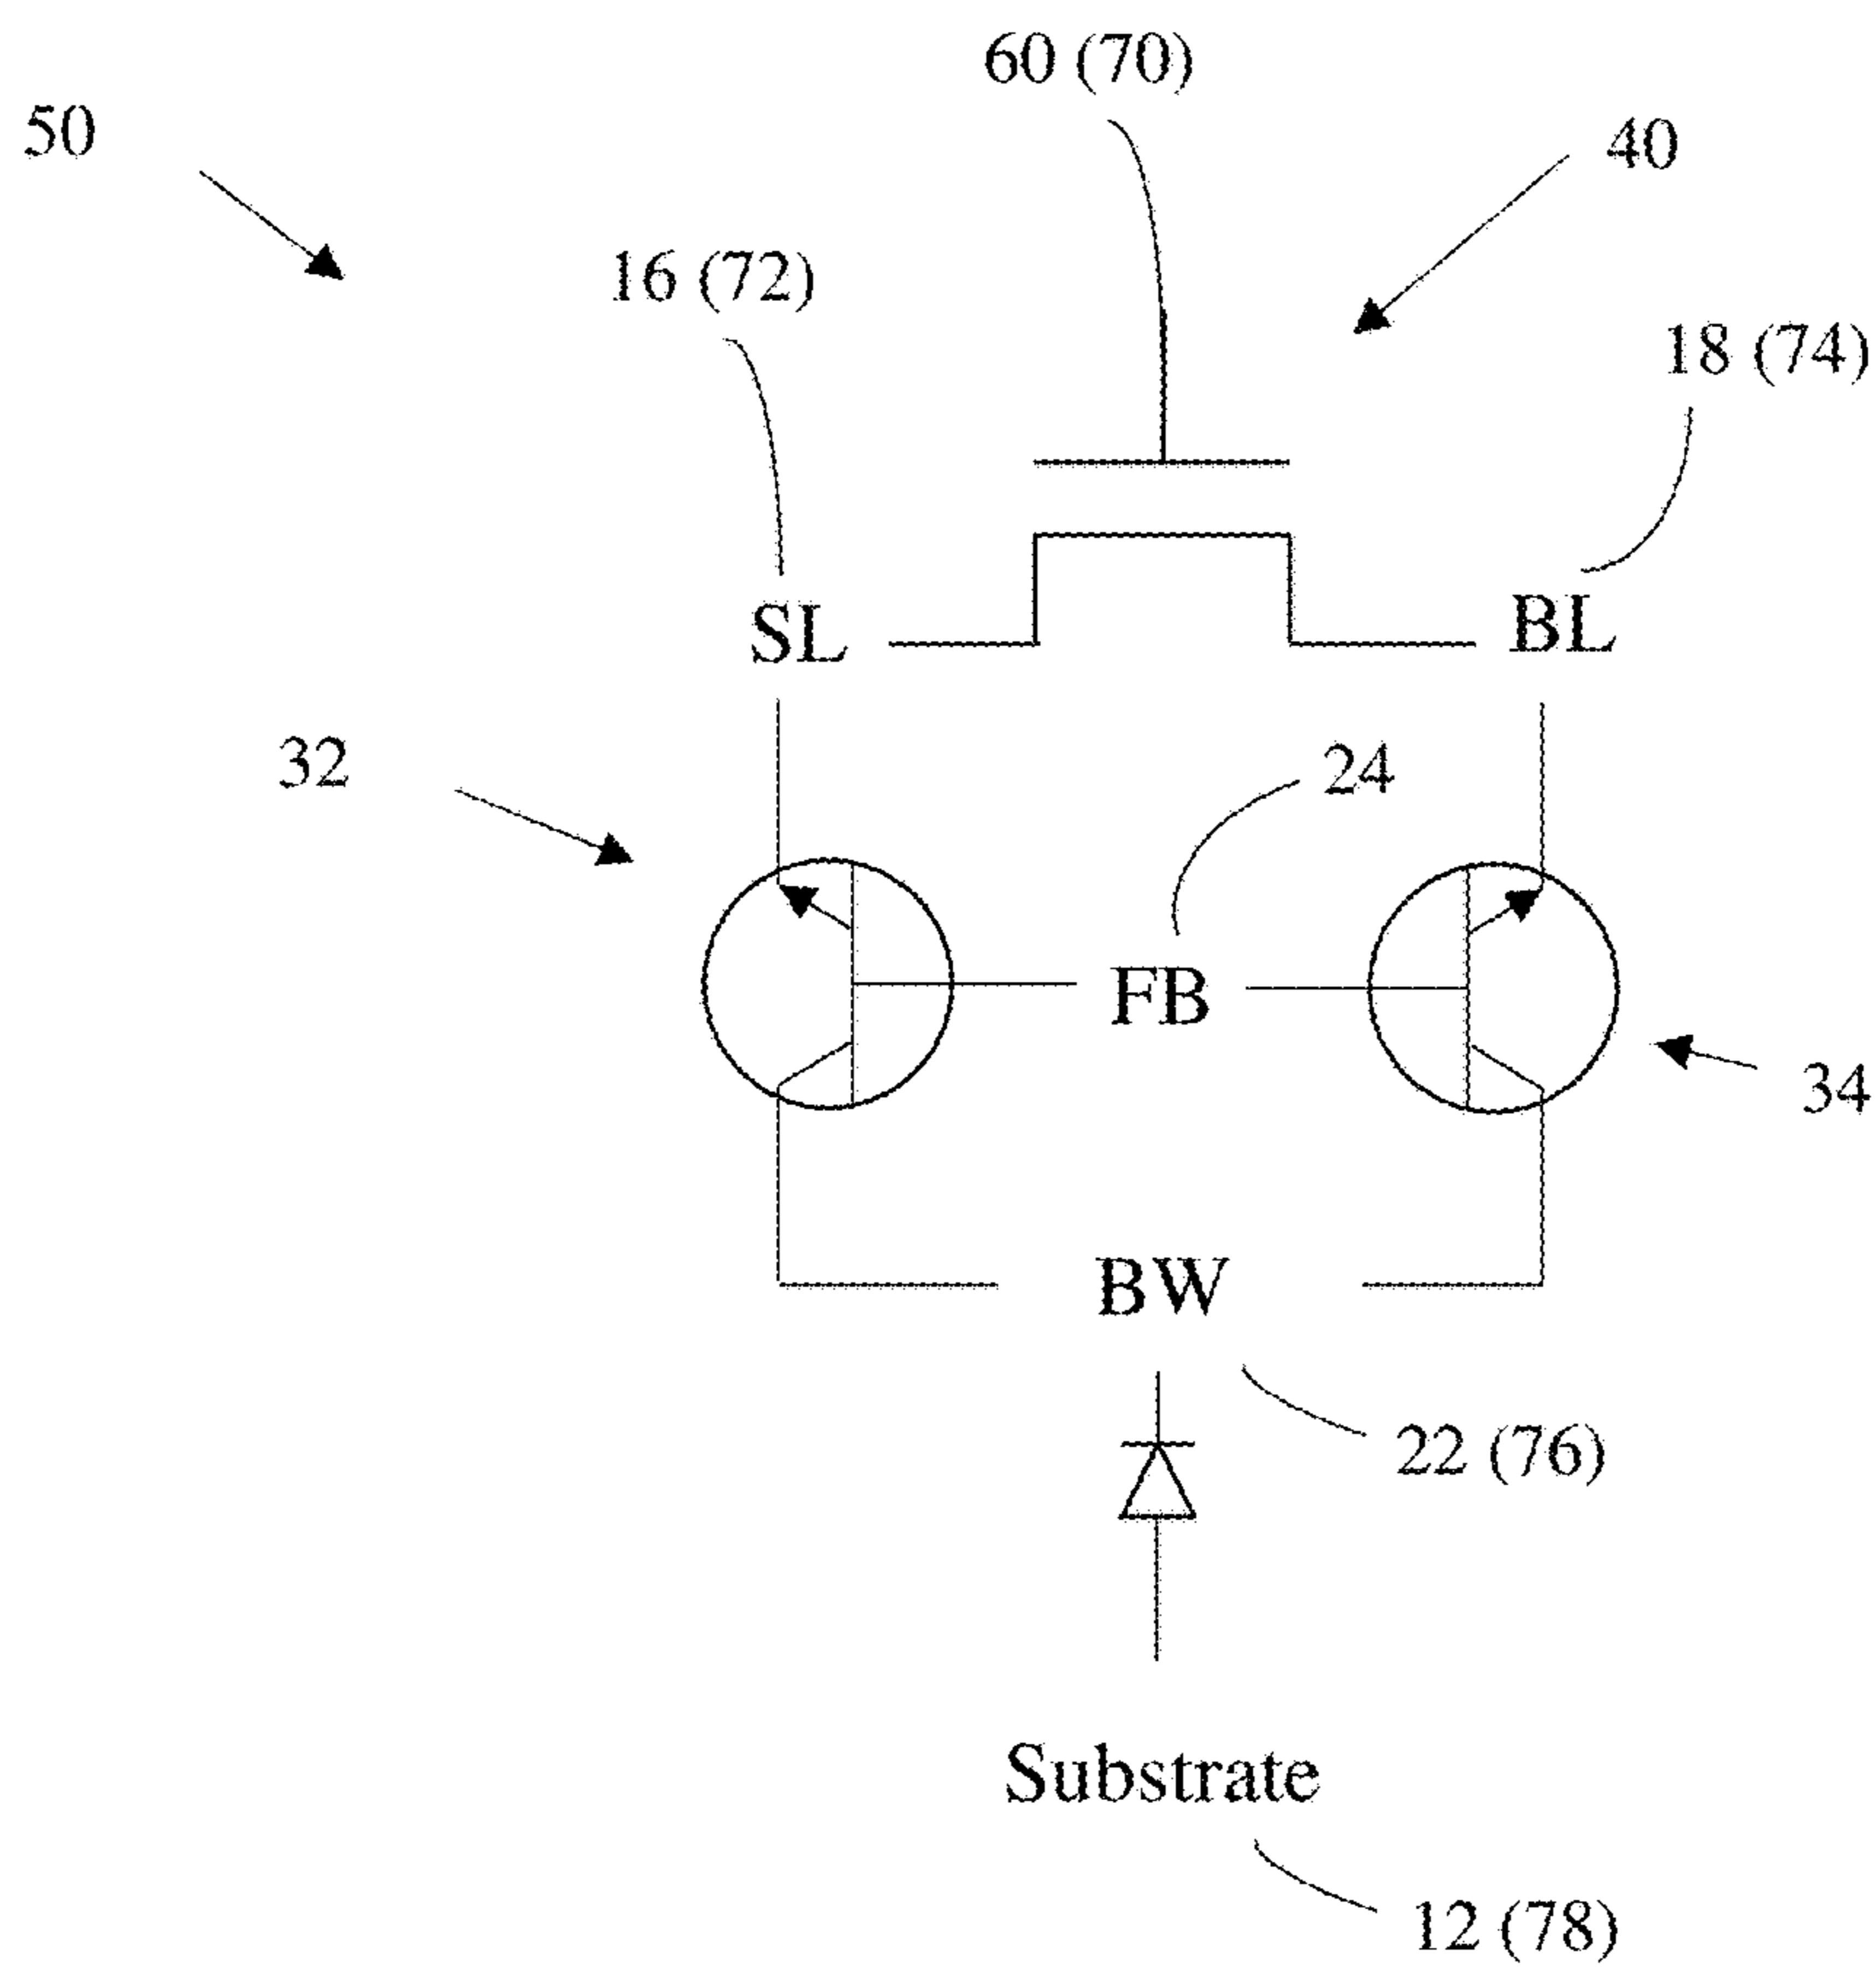 60 (70)
50
40
16 (72)
18 (74)
SL
BL
32
24
FB
34
BW
22 (76)
Substrate
12 (78)